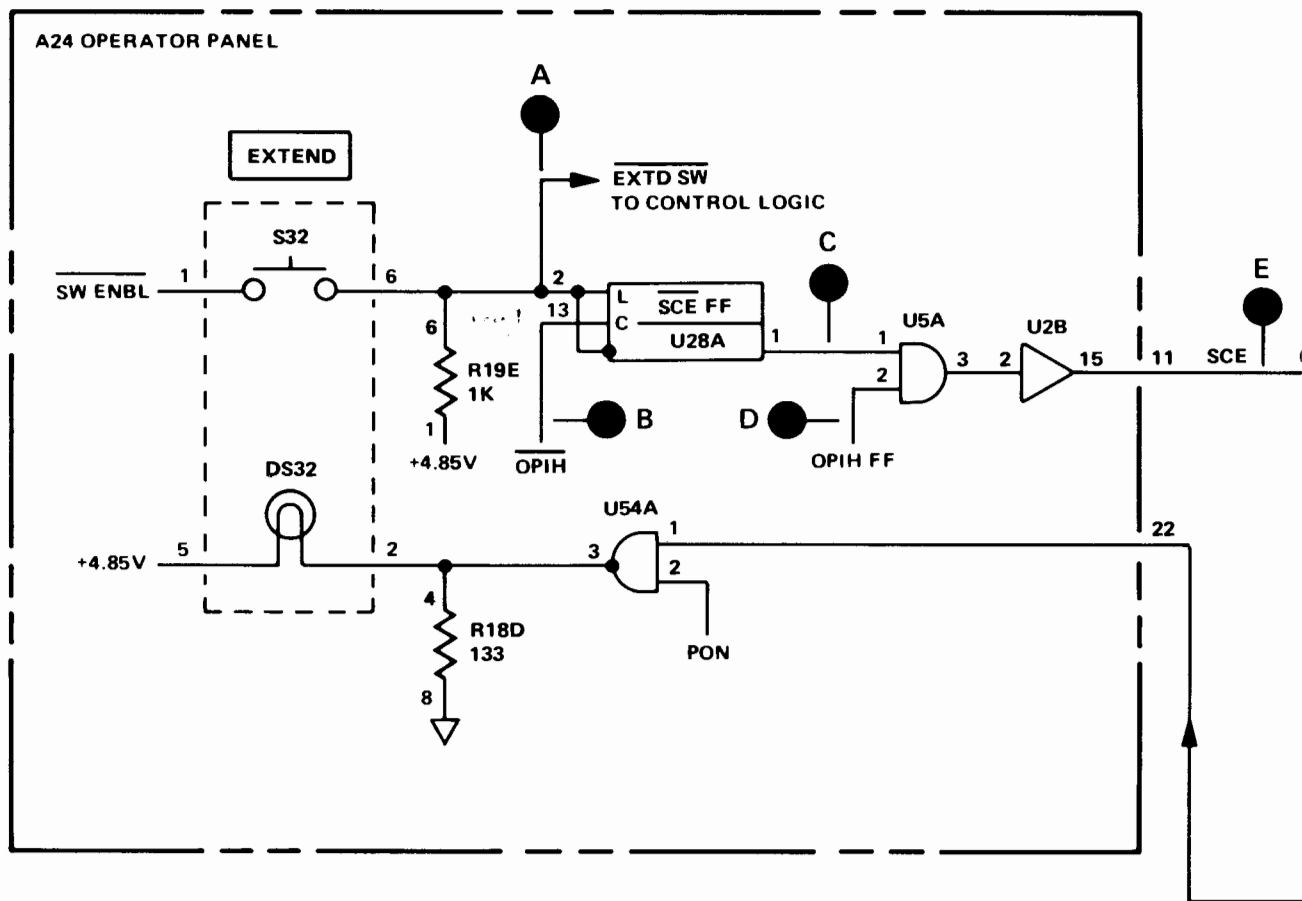 A24 OPERATOR PANEL
A
EXTEND
EXTD SW
TO CONTROL LOGIC
S32
C
E
SW ENBL
1
6
2
L
SCE FF
13
C
U28A
1
U5A
U2B
6
R19E
1K
1
2
3
2
15
11
SCE
1
+4.85V
B
OPIH
D
OPIH FF
DS32
U54A
+4.85V
5
2
3
1
2
22
4
R18D
133
8
PON